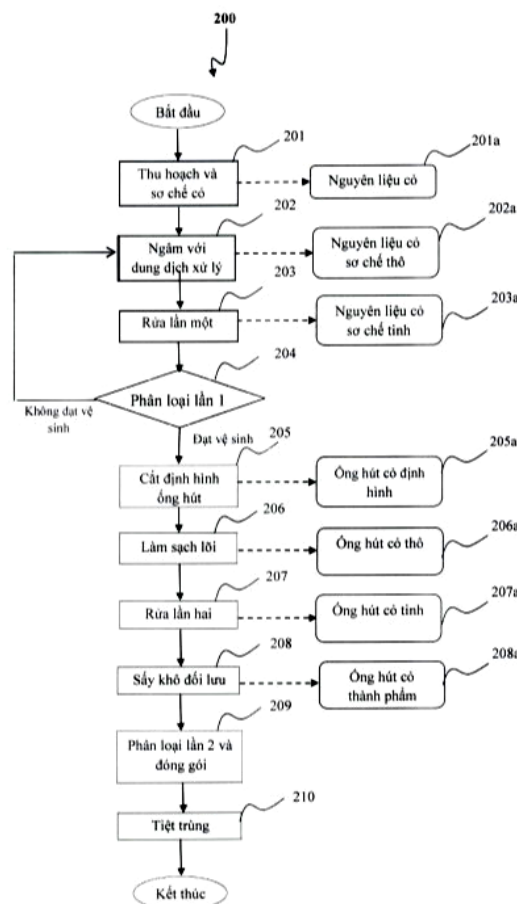 200
Bắt đầu
201
Thu hoạch và
sơ chế cỏ
201a
Nguyên liệu cỏ
202
Ngâm với
dung dịch xử lý
202a
Nguyên liệu cỏ
sơ chế thô
203
Rửa lần một
203a
Nguyên liệu cỏ
sơ chế tinh
204
Phân loại lần 1
Không đạt vệ
sinh
Đạt vệ sinh
205
Cắt định hình
ống hút
205a
Ống hút cỏ định
hình
206
Làm sạch lõi
206a
Ống hút cỏ thô
207
Rửa lần hai
207a
Ống hút cỏ tinh
208
Sấy khô đối lưu
208a
Ống hút cỏ
thành phẩm
209
Phân loại lần 2 và
đóng gói
210
Tiệt trùng
Kết thúc